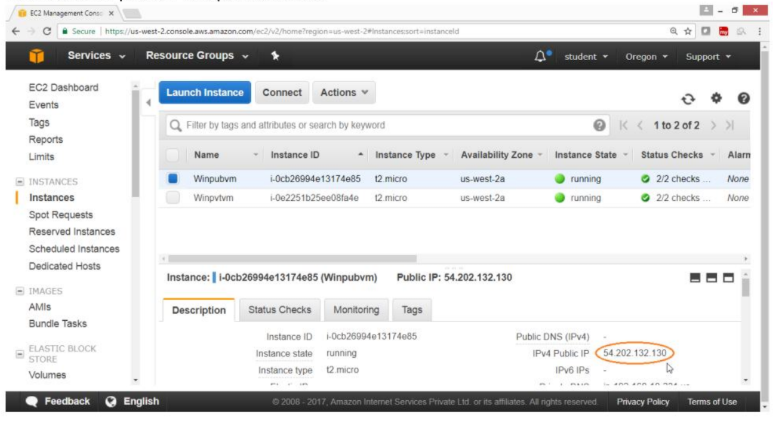 EC2 Management Consol
Secure | https://us-west-2.console.aws.amazon.com/ec2/v2/home?region=us-west-2#Instances:sort=instanceId
Services Resource Groups student Oregon Support
EC2 Dashboard
Events
Tags
Reports
Limits
INSTANCES
Instances
Spot Requests
Reserved Instances
Scheduled Instances
Dedicated Hosts
IMAGES
AMIs
Bundle Tasks
ELASTIC BLOCK
STORE
Volumes
Launch Instance Connect Actions
Filter by tags and attributes or search by keyword 1 to 2 of 2
Name Instance ID Instance Type Availability Zone Instance State Status Checks Alarm
Winpubvm i-0cb26994e13174e85 t2.micro us-west-2a running 2/2 checks ... None
Winpvtvm i-0e2251b25ee08fa4e t2.micro us-west-2a running 2/2 checks ... None
Instance: i-0cb26994e13174e85 (Winpubvm) Public IP: 54.202.132.130
Description Status Checks Monitoring Tags
Instance ID i-0cb26994e13174e85 Public DNS (IPv4) -
Instance state running IPv4 Public IP 54.202.132.130
Instance type t2.micro IPv6 IPs -
Feedback English © 2008 - 2017, Amazon Internet Services Private Ltd. or its affiliates. All rights reserved. Privacy Policy Terms of Use